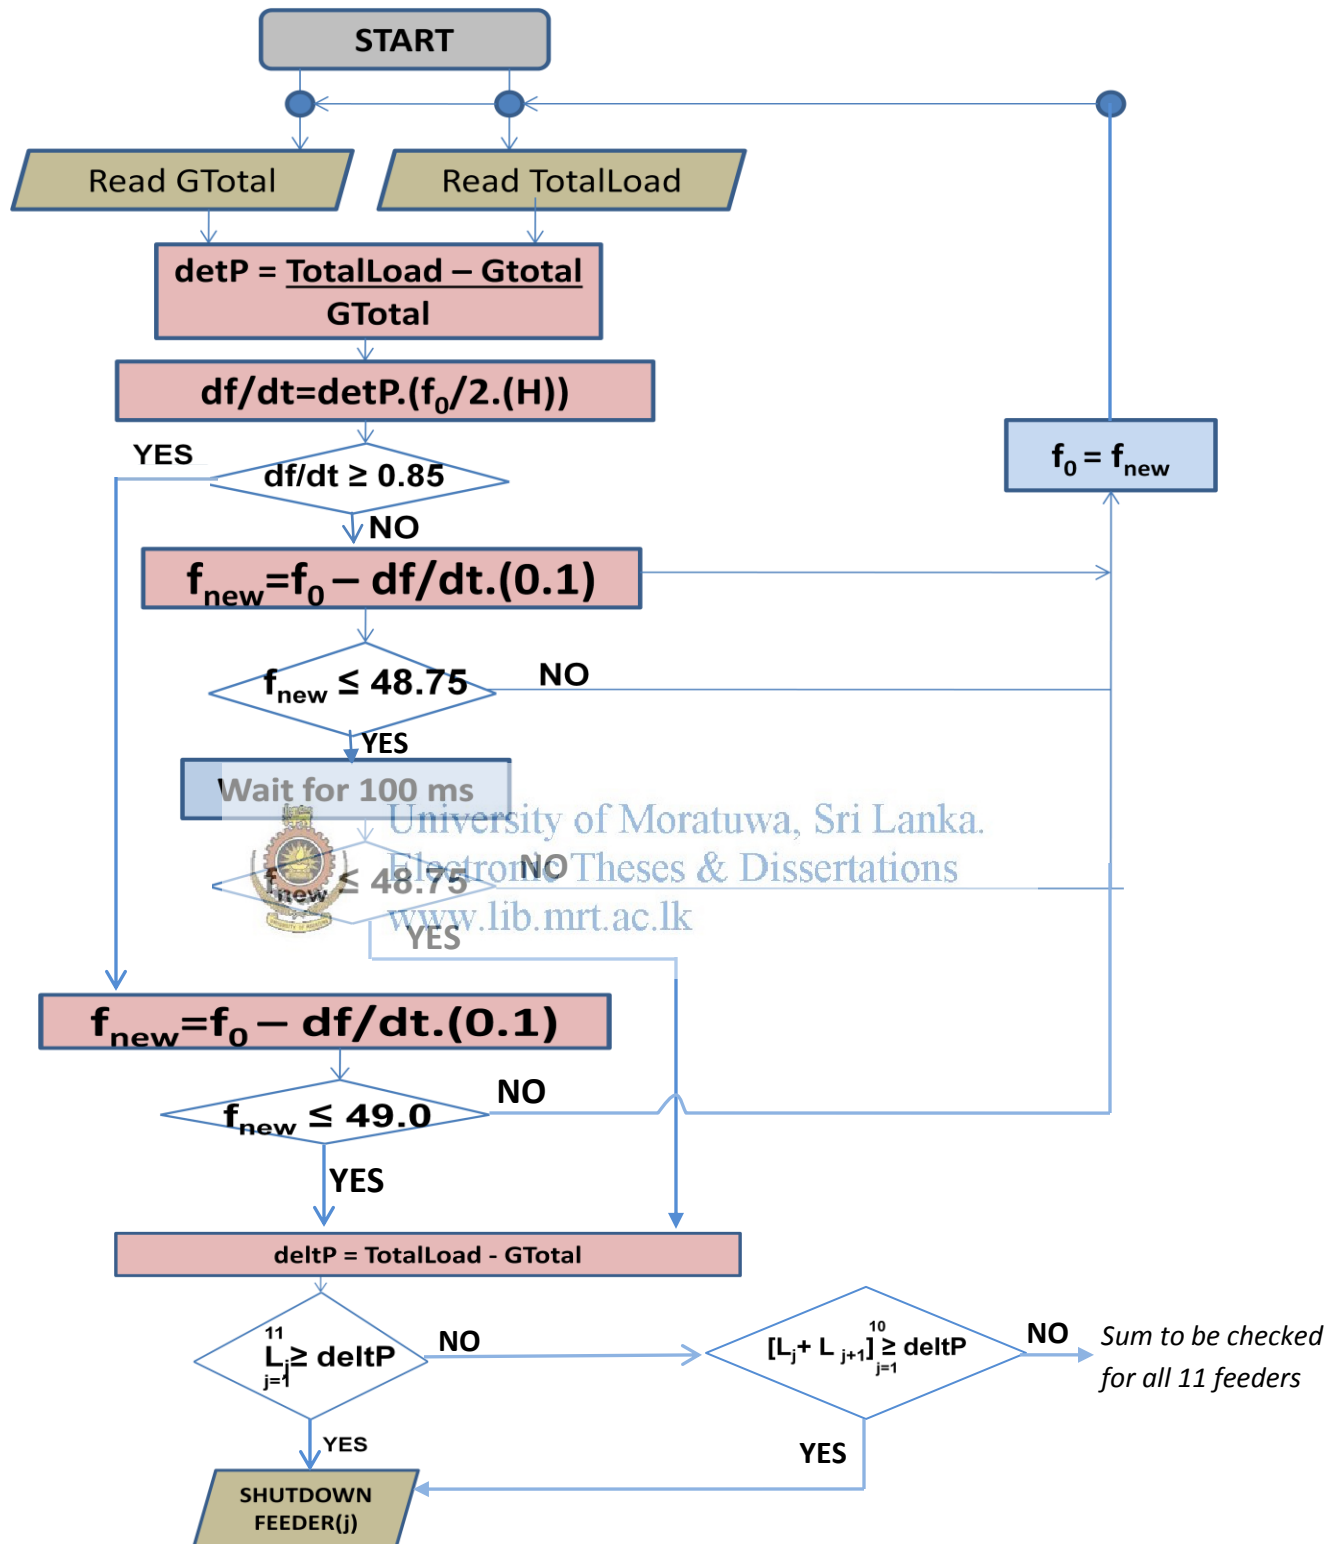 START
Read GTotal
Read TotalLoad
detP = TotalLoad – Gtotal
GTotal
df/dt=detP.(f0/2.(H))
YES
df/dt ≥ 0.85
f0 = fnew
NO
fnew=f0 – df/dt.(0.1)
fnew ≤ 48.75
NO
YES
Wait for 100 ms
University of Moratuwa, Sri Lanka.
Electronic Theses & Dissertations
www.lib.mrt.ac.lk
fnew ≤ 48.75
NO
YES
fnew=f0 – df/dt.(0.1)
fnew ≤ 49.0
NO
YES
deltP = TotalLoad - GTotal
11
Lj ≥ deltP
j=1
NO
10
[Lj+ L j+1] ≥ deltP
j=1
NO
Sum to be checked
for all 11 feeders
YES
YES
SHUTDOWN
FEEDER(j)